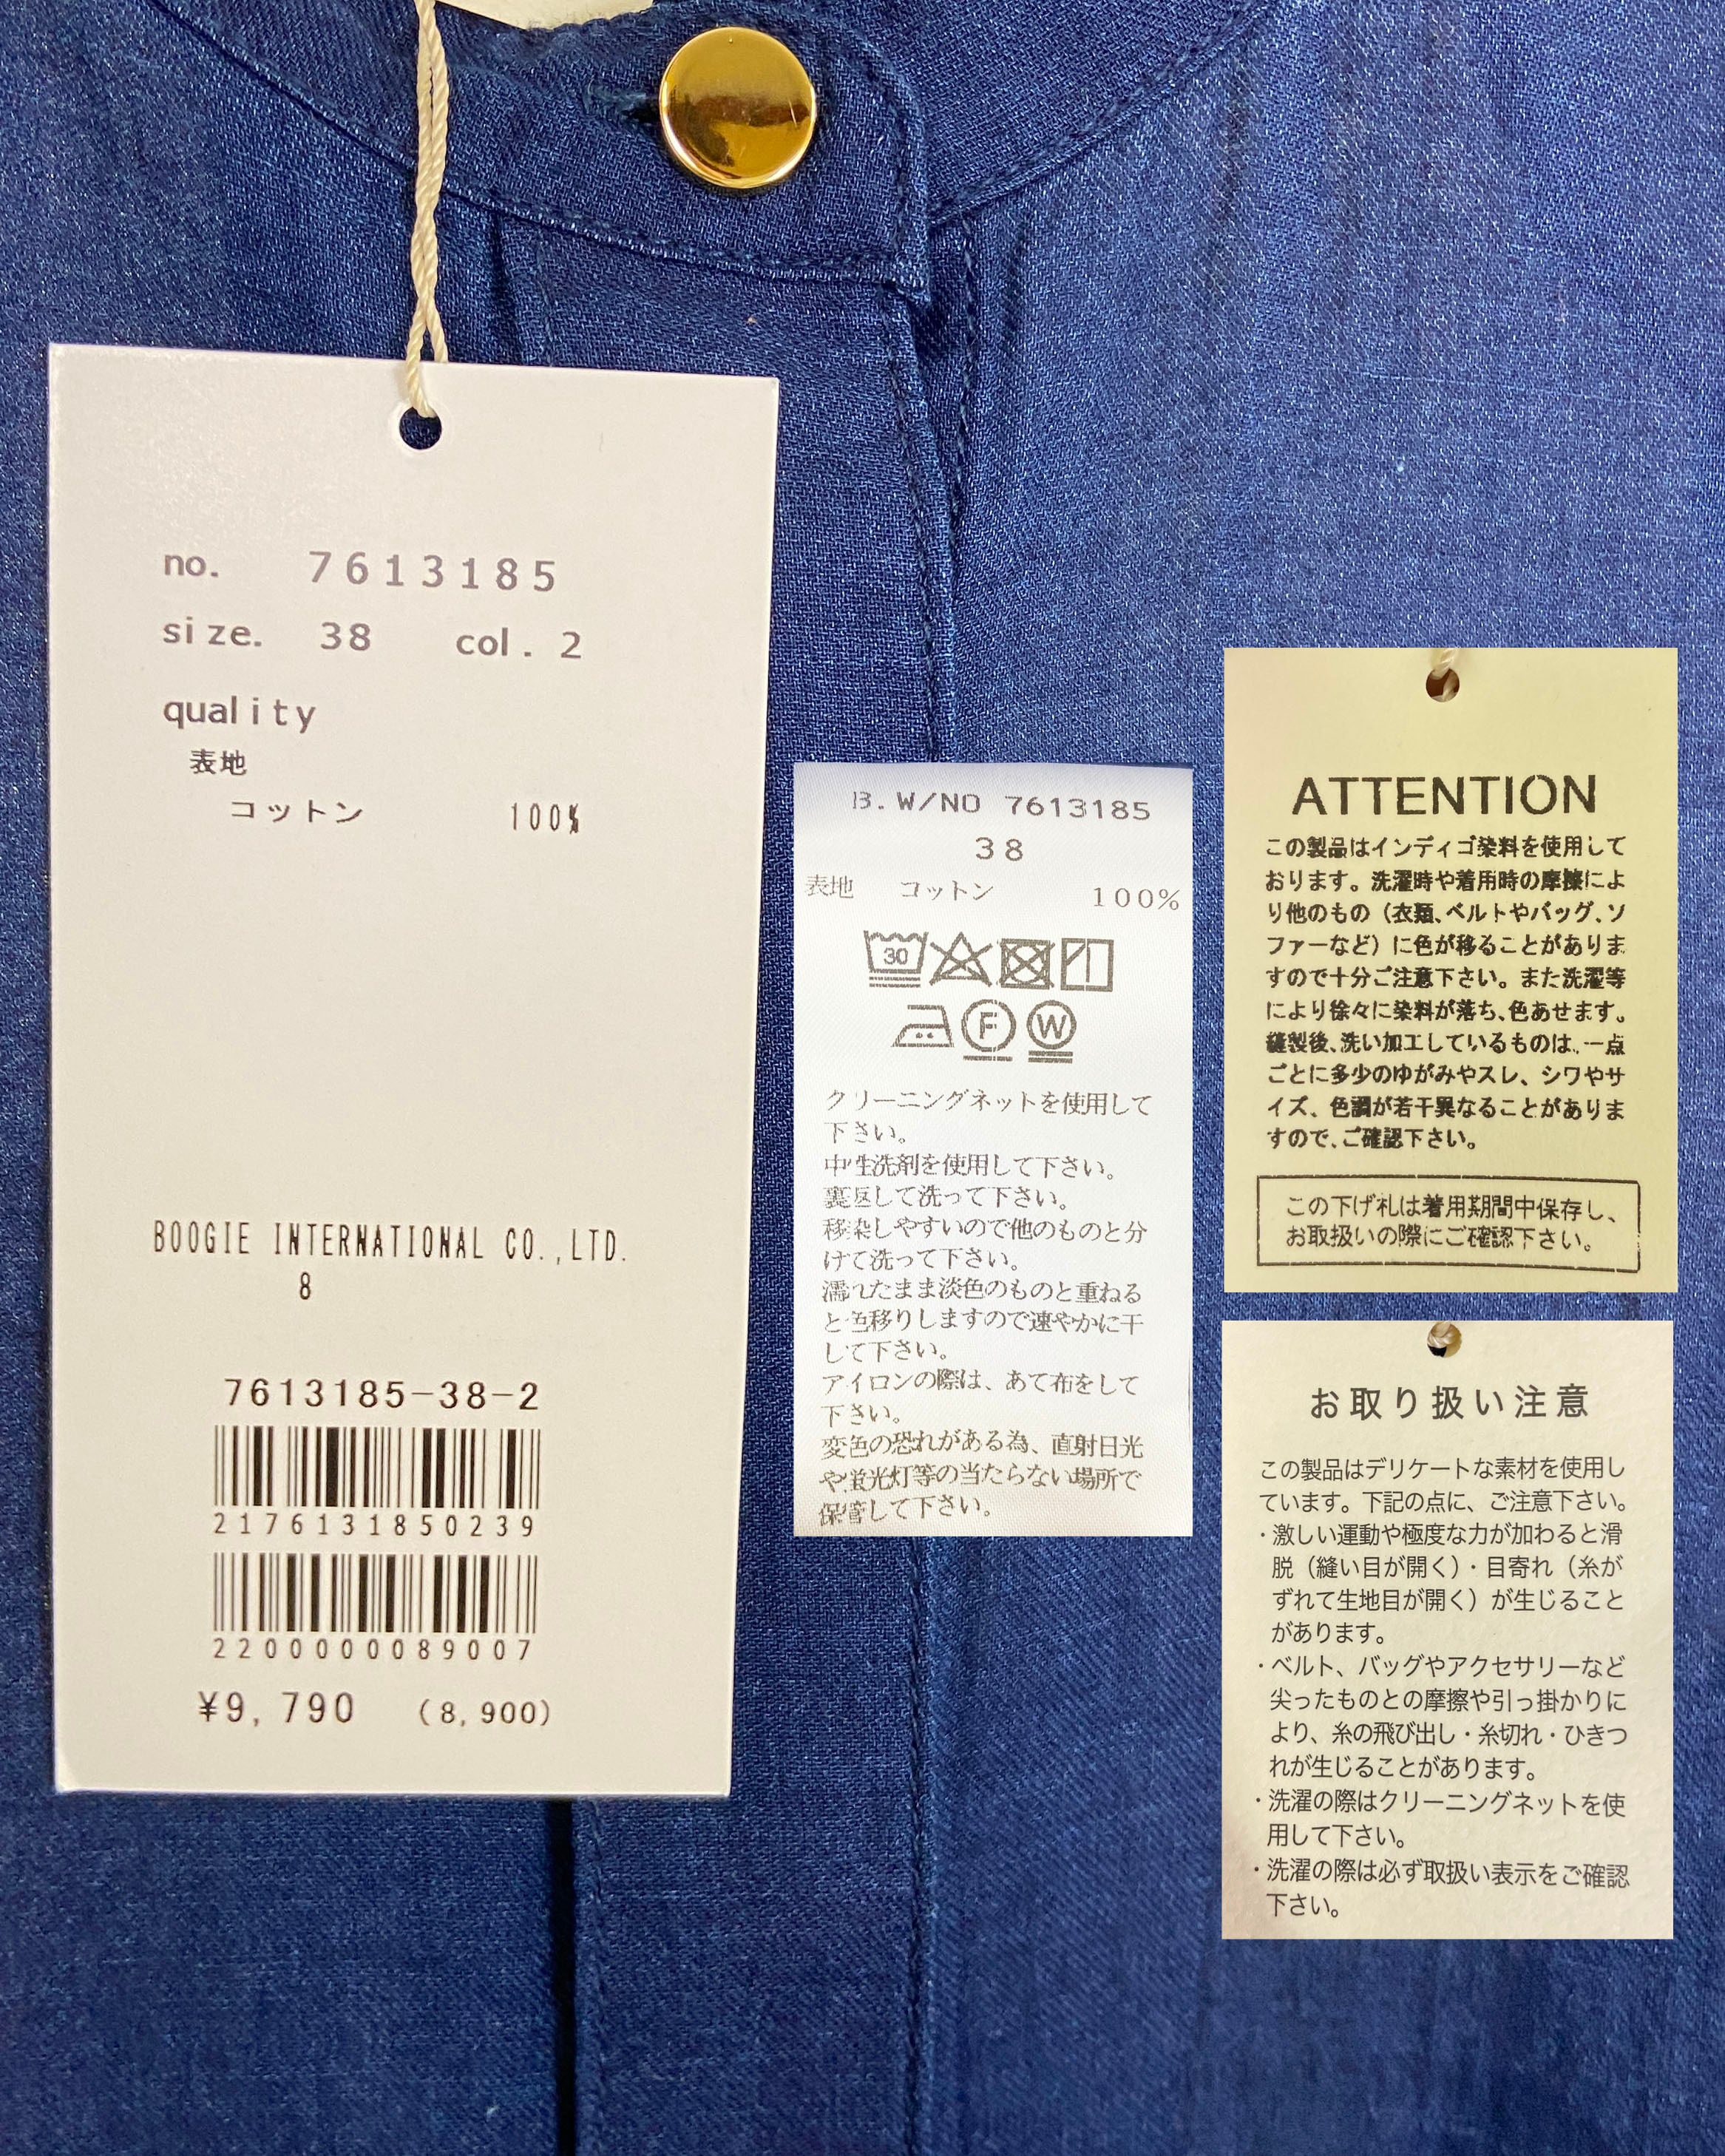 no. 7613185
size. 38 col. 2
quality
表地
コットン 100%
BOOGIE INTERNATIONAL CO.,LTD.
8
7613185-38-2
2176131850239
2200000089007
¥9,790 (8,900)
B.W/NO 7613185
38
表地 コットン 100%
30
F W
クリーニングネットを使用して
下さい。
中性洗剤を使用して下さい。
裏返して洗って下さい。
移染しやすいので他のものと分
けて洗って下さい。
濡れたまま淡色のものと重ねる
と色移りしますので速やかに干
して下さい。
アイロンの際は、あて布をして
下さい。
変色の恐れがある為、直射日光
や蛍光灯等の当たらない場所で
保管して下さい。
ATTENTION
この製品はインディゴ染料を使用して
おります。洗濯時や着用時の摩擦によ
り他のもの（衣類、ベルトやバッグ、ソ
ファーなど）に色が移ることがありま
すので十分ご注意下さい。また洗濯等
により徐々に染料が落ち、色あせます。
縫製後、洗い加工しているものは、一点
ごとに多少のゆがみやスレ、シワやサ
イズ、色調が若干異なることがありま
すので、ご確認下さい。
この下げ札は着用期間中保存し、
お取扱いの際にご確認下さい。
お取り扱い注意
この製品はデリケートな素材を使用し
ています。下記の点に、ご注意下さい。
・激しい運動や極度な力が加わると滑
脱（縫い目が開く）・目寄れ（糸が
ずれて生地目が開く）が生じること
があります。
・ベルト、バッグやアクセサリーなど
尖ったものとの摩擦や引っ掛かりに
より、糸の飛び出し・糸切れ・ひきつ
れが生じることがあります。
・洗濯の際はクリーニングネットを使
用して下さい。
・洗濯の際は必ず取扱い表示をご確認
下さい。